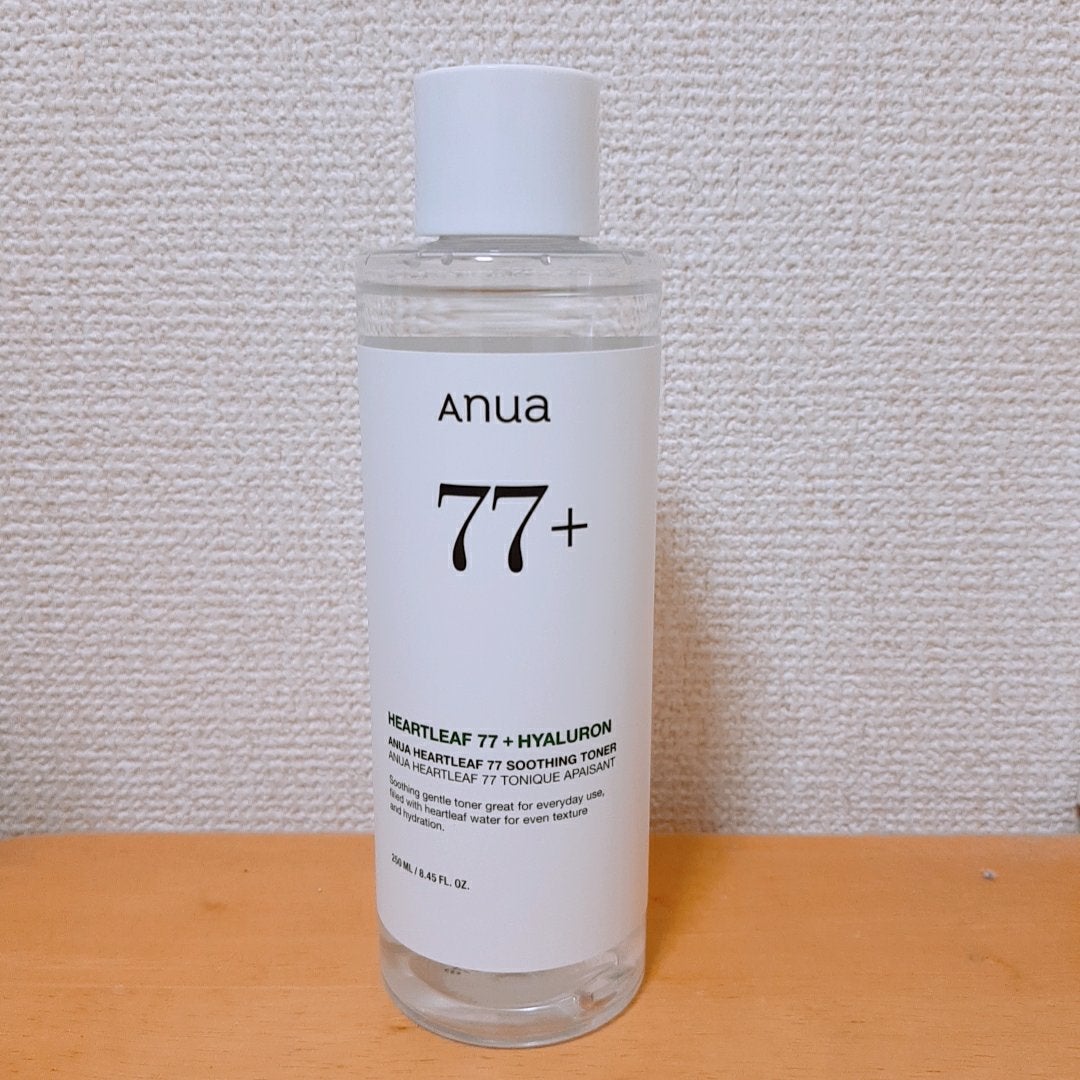 Anua
77+
HEARTLEAF 77 + HYALURON
ANUA HEARTLEAF 77 SOOTHING TONER
ANUA HEARTLEAF 77 TONIQUE APAISANT
Soothing gentle toner great for everyday use,
filled with heartleaf water for even texture
and hydration.
250 ML / 8.45 FL. OZ.